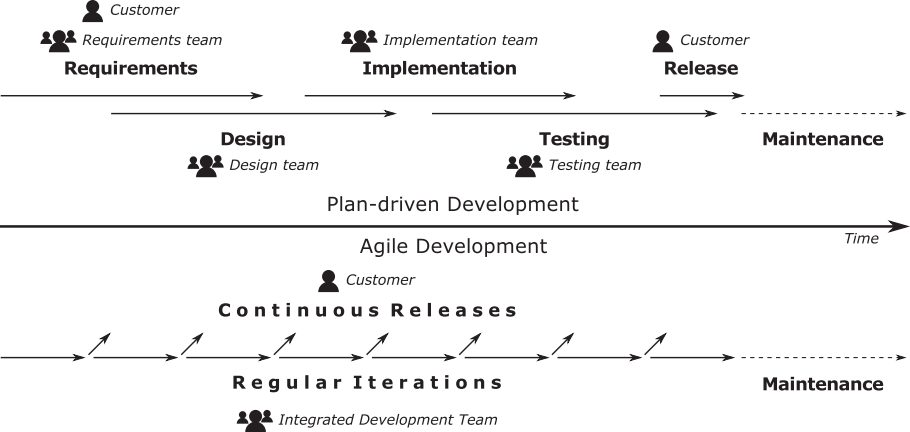 Customer
Requirements team
Implementation team
Customer
Requirements
Implementation
Release
Design
Testing
Maintenance
Design team
Testing team
Plan-driven Development
Time
Agile Development
Customer
Continuous Releases
Regular Iterations
Maintenance
Integrated Development Team